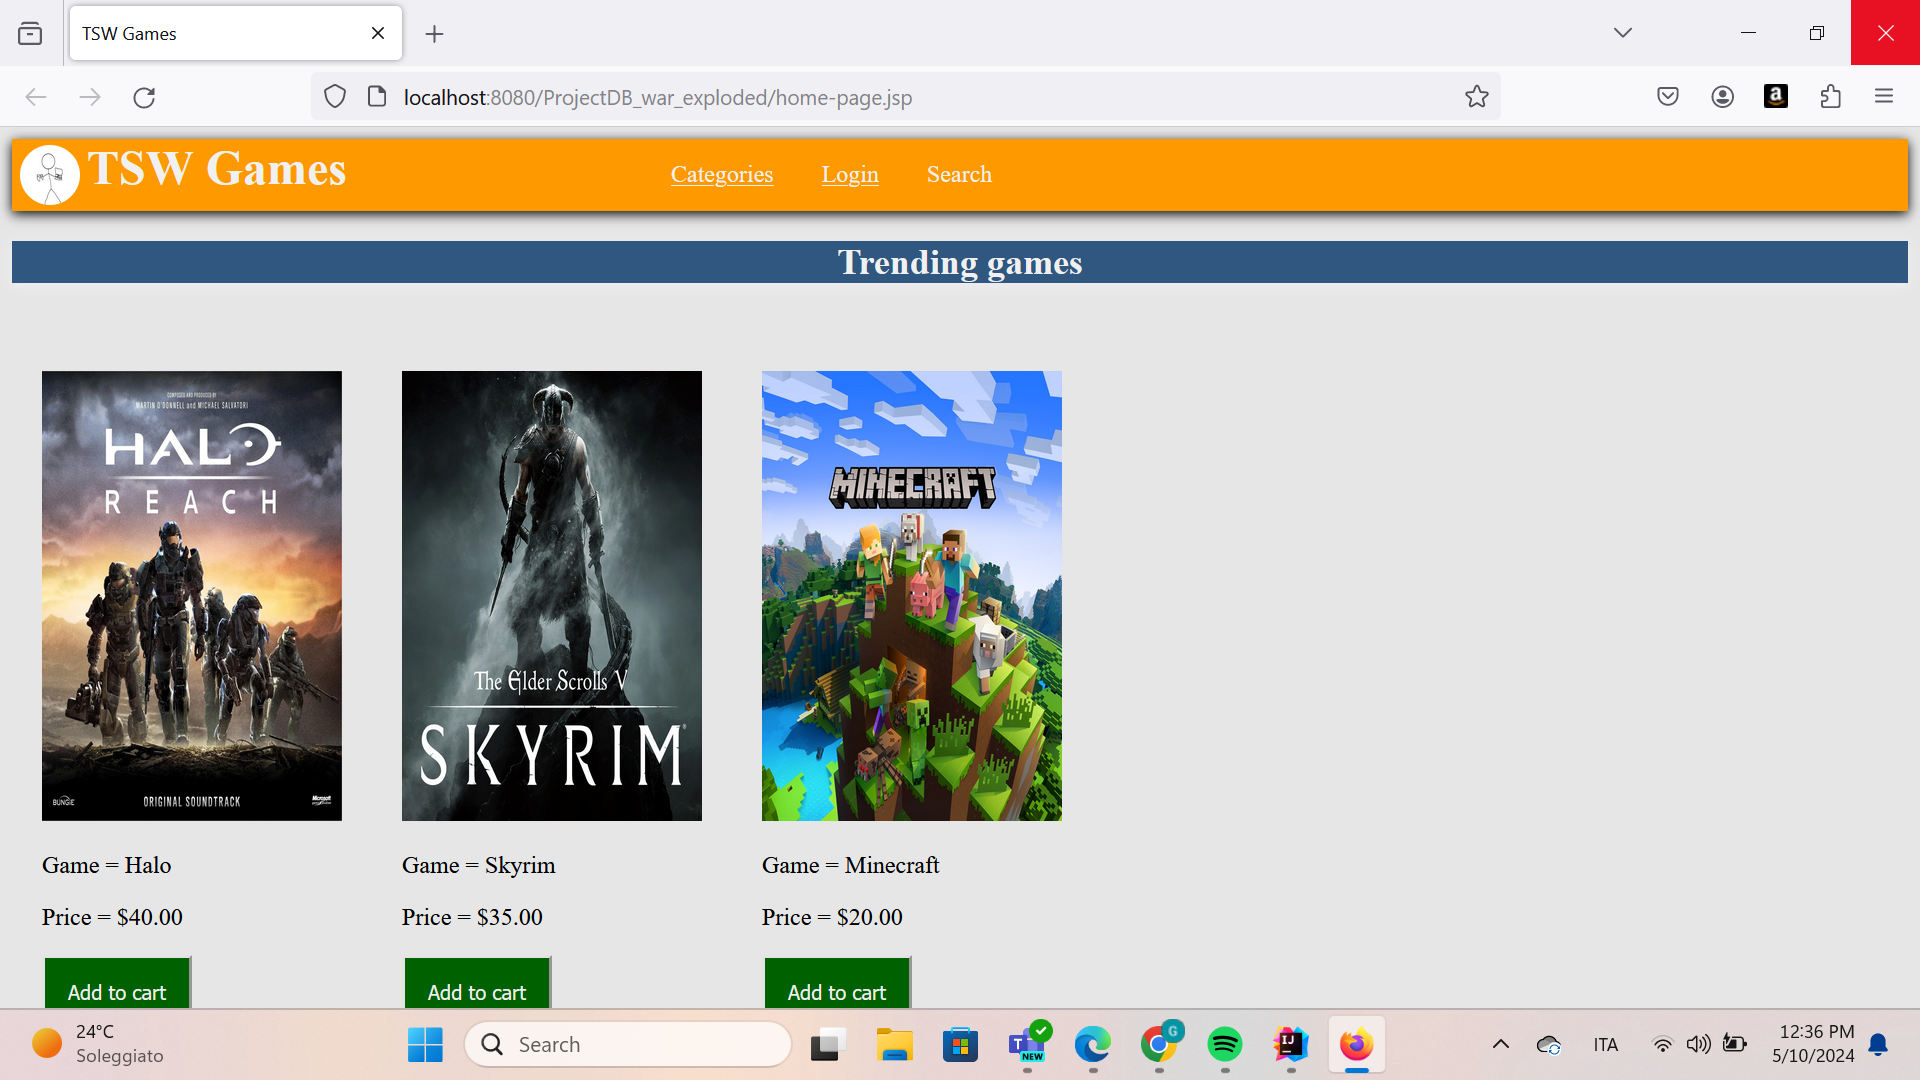 TSW Games
localhost:8080/ProjectDB_war_exploded/home-page.jsp
TSW Games
Categories
Login
Search
Trending games
COMPOSED AND PRODUCED BY
MARTIN O'DONNELL and MICHAEL SALVATORI
HALO
REACH
BUNGIE
ORIGINAL SOUNDTRACK
Microsoft
The Elder Scrolls V
SKYRIM
MINECRAFT
Game = Halo
Game = Skyrim
Game = Minecraft
Price = $40.00
Price = $35.00
Price = $20.00
Add to cart
Add to cart
Add to cart
24°C
Soleggiato
Search
T
NEW
G
IJ
ITA
12:36 PM
5/10/2024